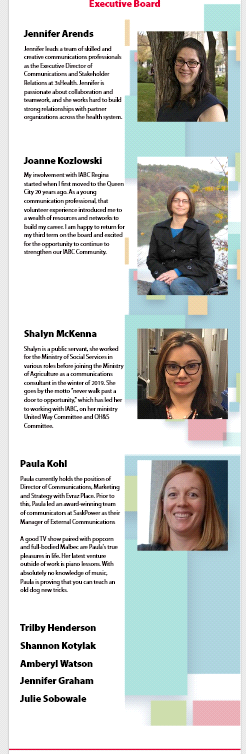 Executive Board
Jennifer Arends
Jennifer leads a team of skilled and
creative communications professionals
as the Executive Director of
Communications and Stakeholder
Relations at 3sHealth. Jennifer is
passionate about collaboration and
teamwork, and she works hard to build
strong relationships with partner
organizations across the health system.
Joanne Kozlowski
My involvement with IABC Regina
started when I first moved to the Queen
City 20 years ago. As a young
communication professional, that
volunteer experience introduced me to
a wealth of resources and networks to
build my career. I am happy to return for
my third term on the board and excited
for the opportunity to continue to
strengthen our IABC Community.
Shalyn McKenna
Shalyn is a public servant, she worked
for the Ministry of Social Services in
various roles before joining the Ministry
of Agriculture as a communications
consultant in the winter of 2019. She
goes by the motto "never walk past a
door to opportunity," which has led her
to working with IABC, on her ministry
United Way Committee and OH&S
Committee.
Paula Kohl
Paula currently holds the position of
Director of Communications, Marketing
and Strategy with Evraz Place. Prior to
this, Paula led an award-winning team
of communicators at SaskPower as their
Manager of External Communications
A good TV show paired with popcorn
and full-bodied Malbec are Paula's true
pleasures in life. Her latest venture
outside of work is piano lessons. With
absolutely no knowledge of music,
Paula is proving that you can teach an
old dog new tricks.
Trilby Henderson
Shannon Kotylak
Amberyl Watson
Jennifer Graham
Julie Sobowale